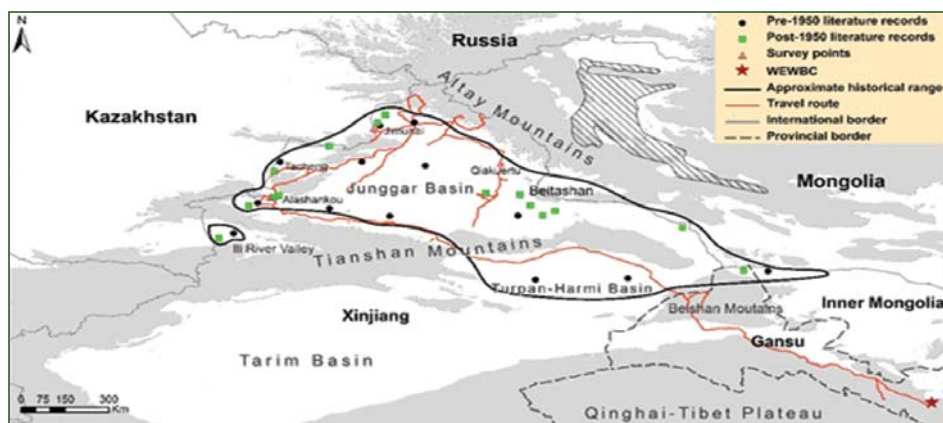 N
Russia
Kazakhstan
Altay Mountains
Mongolia
Jimunai
Tacheng
Qiakuertu
Junggar Basin
Beitashan
Alashankou
Ili River Valley
Tianshan Mountains
Turpan-Harmi Basin
Beishan Moutains
Inner Mongolia
Xinjiang
Gansu
Tarim Basin
Qinghai-Tibet Plateau
0 75 150 300
Km
Pre-1950 literature records
Post-1950 literature records
Survey points
WEWBC
Approximate historical range
Travel route
International border
Provincial border